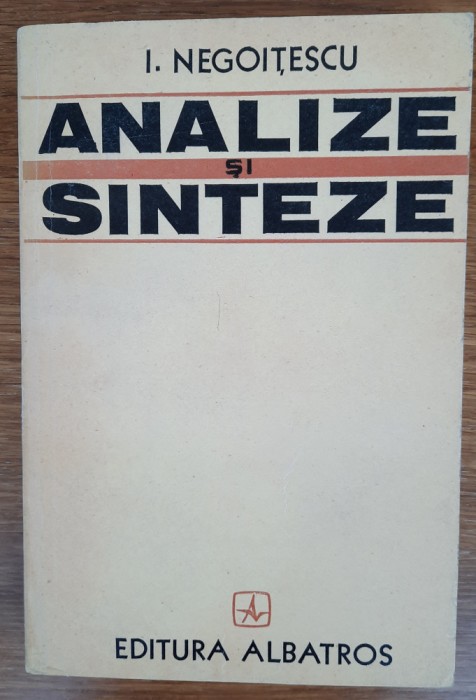 I. NEGOIȚESCU
ANALIZE
ȘI
SINTEZE
EDITURA ALBATROS